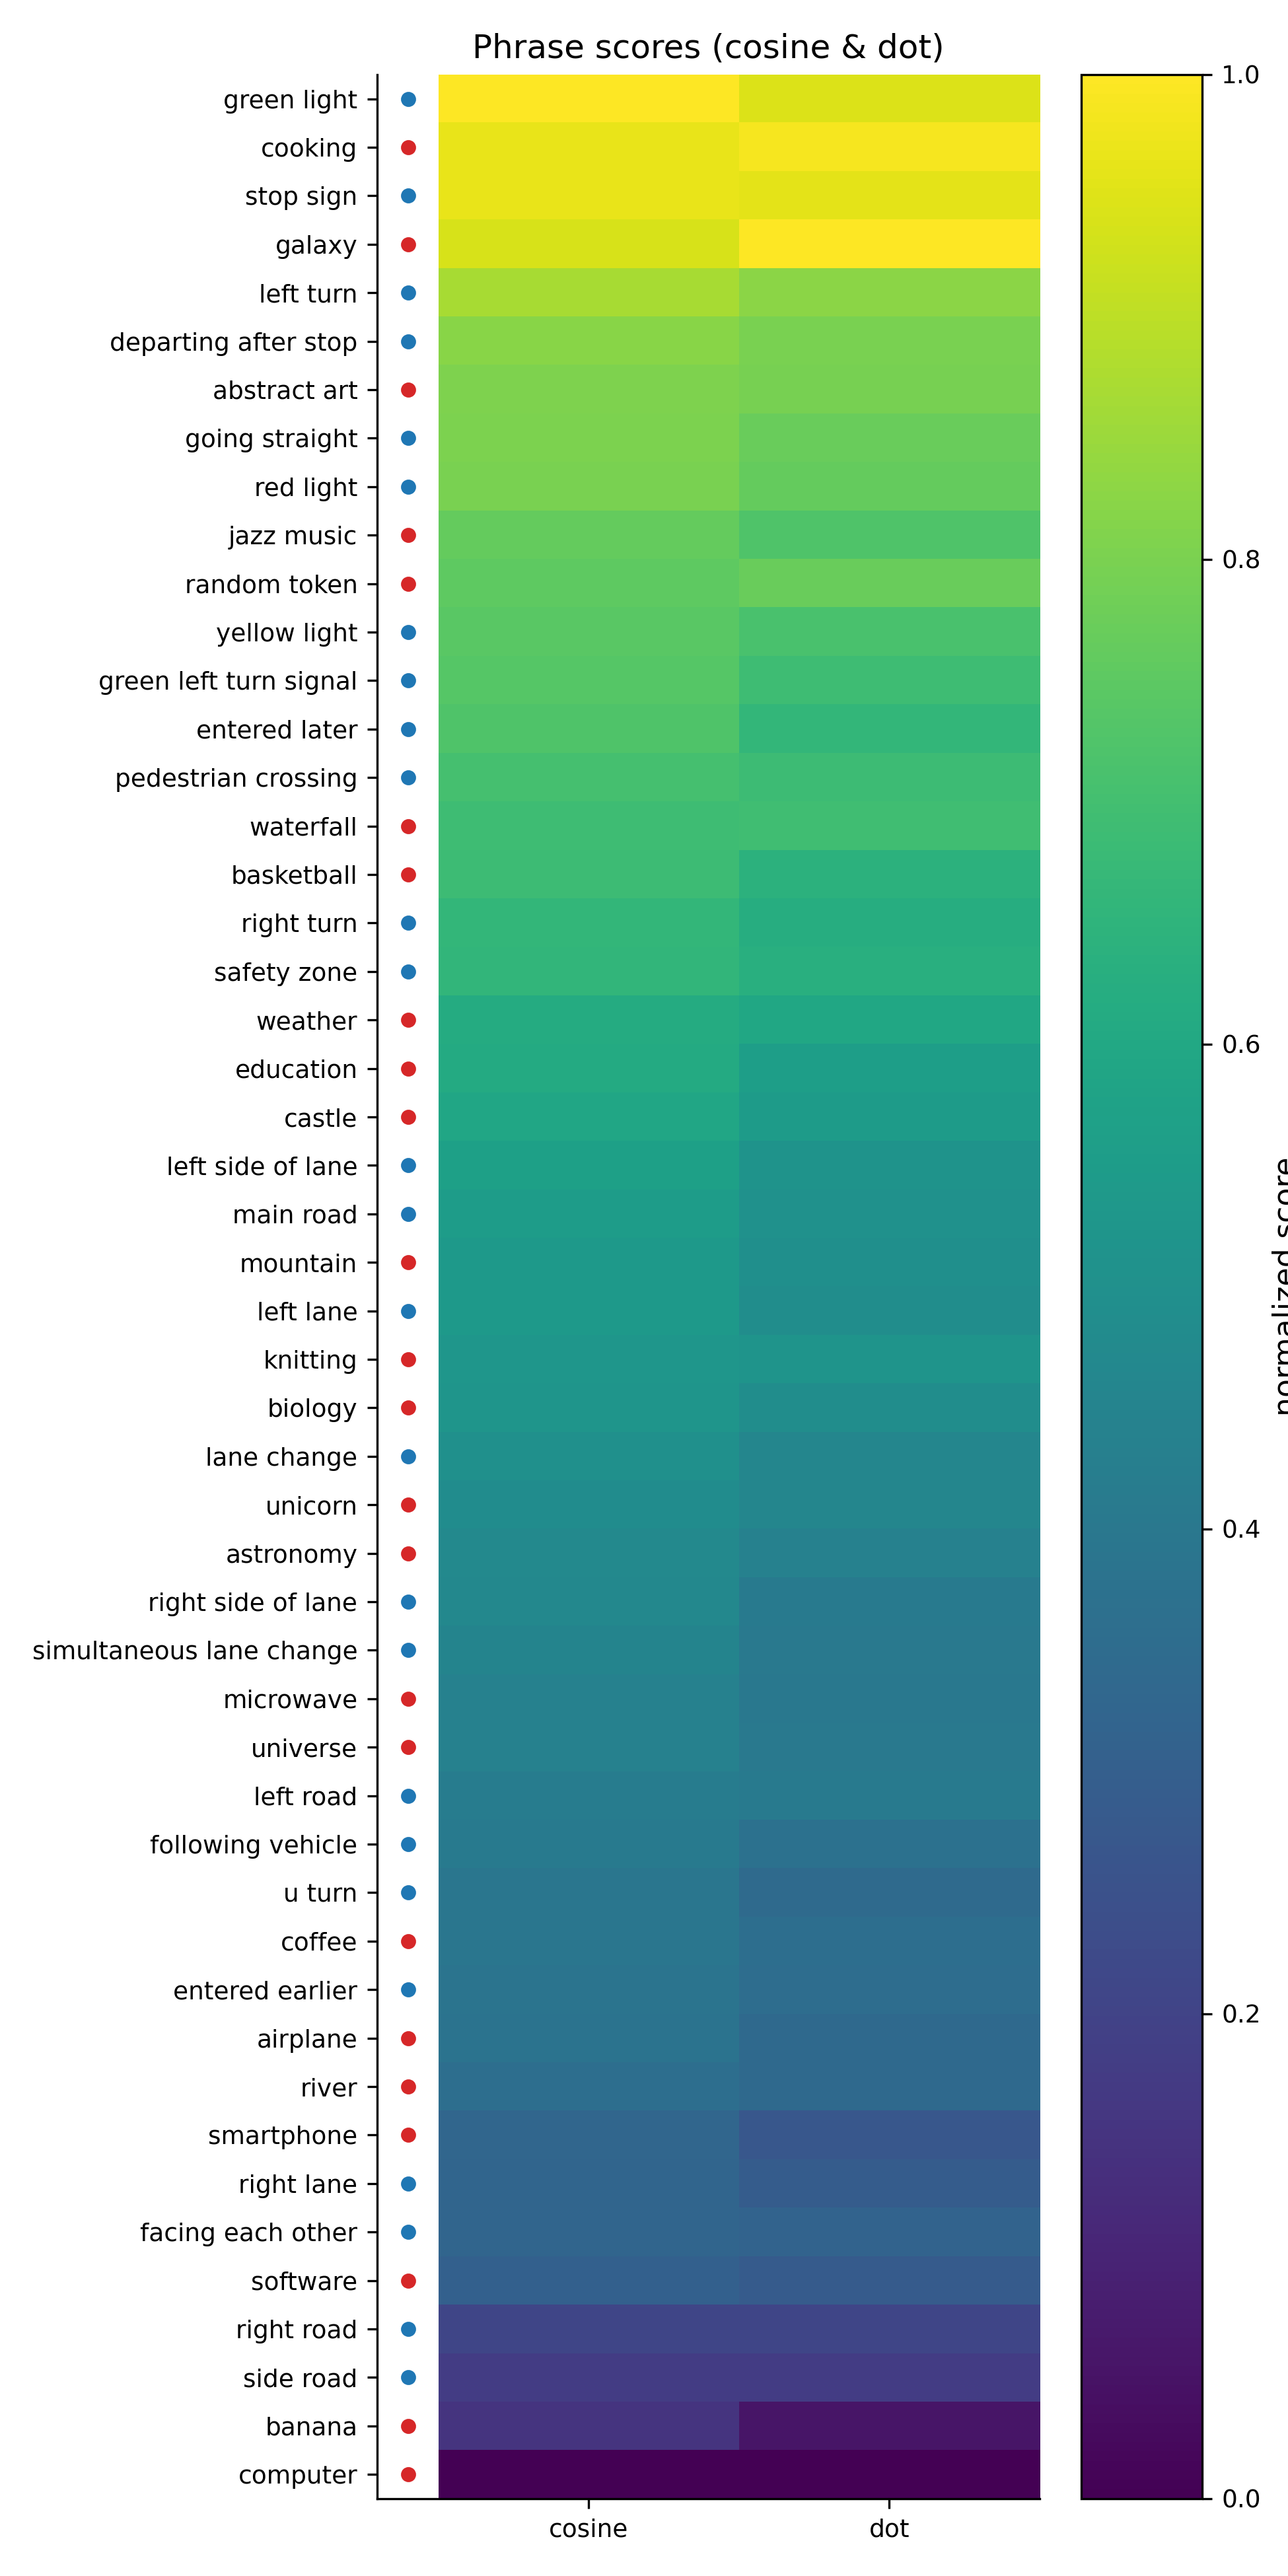 Phrase scores (cosine & dot)
green light
cooking
stop sign
galaxy
left turn
departing after stop
abstract art
going straight
red light
jazz music
random token
yellow light
green left turn signal
entered later
pedestrian crossing
waterfall
basketball
right turn
safety zone
weather
education
castle
left side of lane
main road
mountain
left lane
knitting
biology
lane change
unicorn
astronomy
right side of lane
simultaneous lane change
microwave
universe
left road
following vehicle
u turn
coffee
entered earlier
airplane
river
smartphone
right lane
facing each other
software
right road
side road
banana
computer
cosine
dot
1.0
0.8
0.6
0.4
0.2
0.0
normalized score